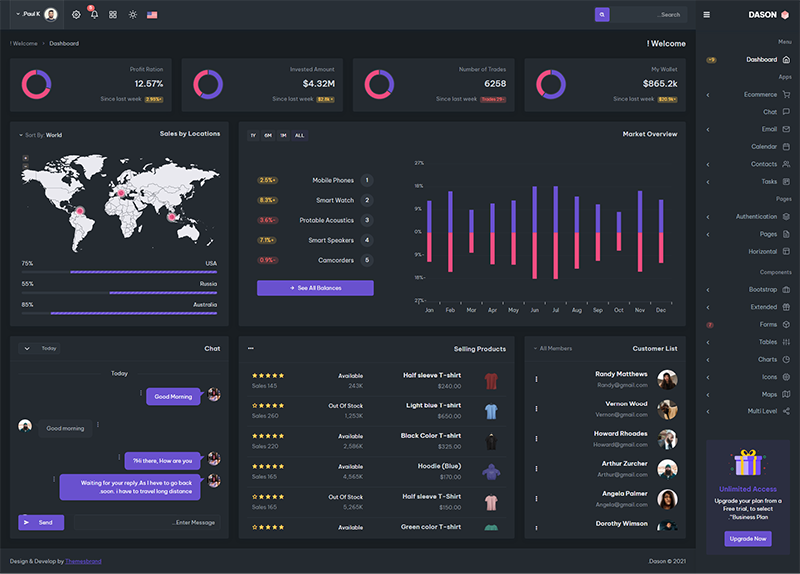 .Paul K
5
...Search
DASON
! Welcome > Dashboard
! Welcome
Profit Ration
12.57%
Since last week 2.95%+
Invested Amount
$4.32M
Since last week $2.8k+
Number of Trades
6258
Since last week Trades 29-
My Wallet
$865.2k
Since last week $20.9k+
Sort By: World
Sales by Locations
+
-
75% USA
55% Russia
85% Australia
1Y 6M 1M ALL
Market Overview
2.5%+ Mobile Phones 1
8.3%+ Smart Watch 2
3.6%- Protable Acoustics 3
7.1%+ Smart Speakers 4
0.9%- Camcorders 5
See All Balances
27%
18%
9%
0%
9%-
18%-
27%-
Jan Feb Mar Apr May Jun Jul Aug Sep Oct Nov Dec
Today
Chat
Today
Good Morning
Good morning
?Hi there, How are you
Waiting for your reply.As I heve to go back
.soon. i have to travel long distance
Send
...Enter Message
Selling Products
Sales 145
Available
243K
Half sleeve T-shirt
$240.00
Sales 260
Out Of Stock
1,253K
Light blue T-shirt
$650.00
Sales 220
Available
2,586K
Black Color T-shirt
$325.00
Sales 165
Available
4,565K
Hoodie (Blue)
$170.00
Sales 165
Out Of Stock
5,265K
Half sleeve T-shirt
$150.00
Available
Green color T-shirt
All Members
Customer List
Randy Matthews
Randy@gmail.com
Vernon Wood
Vernon@gmail.com
Howard Rhoades
Howard@gmail.com
Arthur Zurcher
Arthur@gmail.com
Angela Palmer
Angela@gmail.com
Dorothy Wimson
Menu
Dashboard
Apps
Ecommerce
Chat
Email
Calendar
Contacts
Tasks
Pages
Authentication
Pages
Horizontal
Components
Bootstrap
Extended
Forms
Tables
Charts
Icons
Maps
Multi Level
Unlimited Access
Upgrade your plan from a
Free trial, to select
."Business Plan
Upgrade Now
Design & Develop by Themesbrand
.Dason © 2021